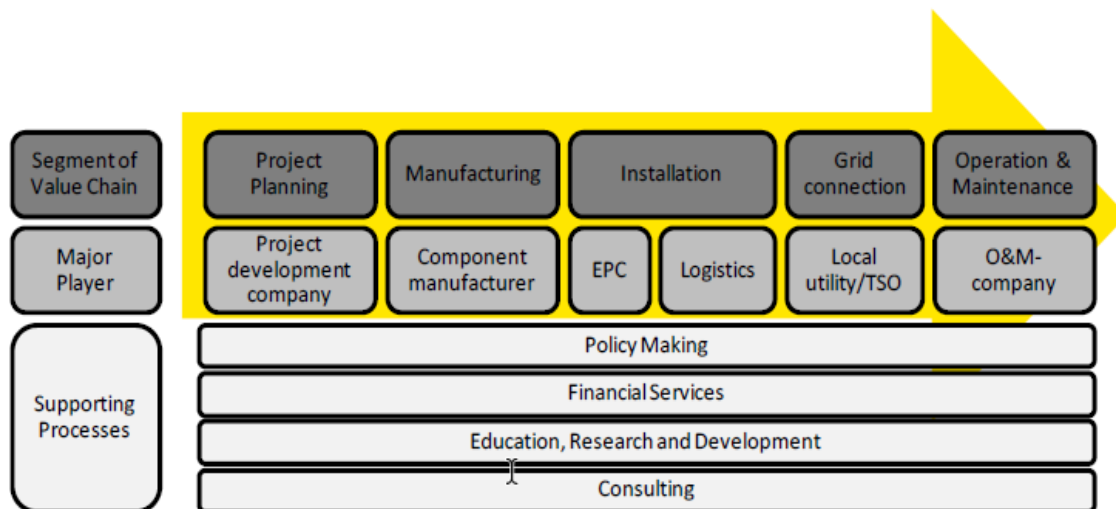 Segment of
Value Chain
Project
Planning
Manufacturing
Installation
Grid
connection
Operation &
Maintenance
Major
Player
Project
development
company
Component
manufacturer
EPC
Logistics
Local
utility/TSO
O&M-
company
Supporting
Processes
Policy Making
Financial Services
Education, Research and Development
Consulting